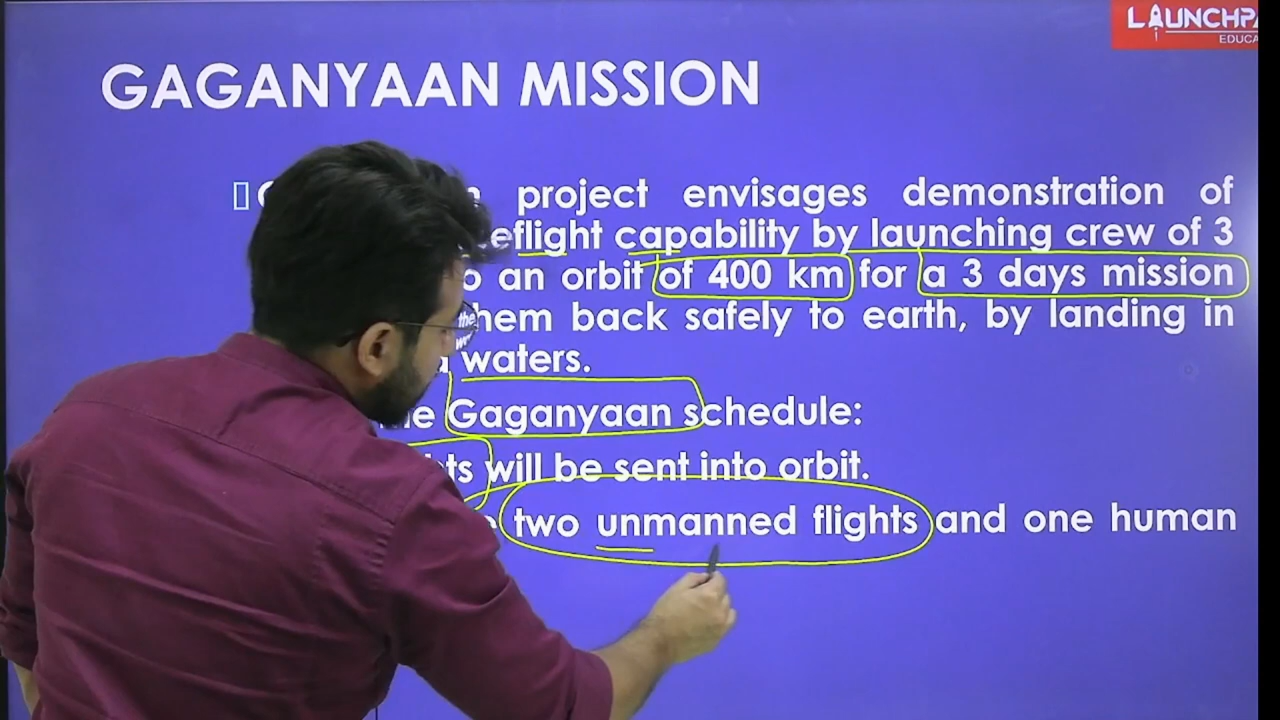 LAUNCHPA
EDUCA
GAGANYAAN MISSION
project envisages demonstration of
eflight capability by launching crew of 3
an orbit of 400 km for a 3 days mission
hem back safely to earth, by landing in
waters.
Gaganyaan schedule:
will be sent into orbit.
two unmanned flights and one human